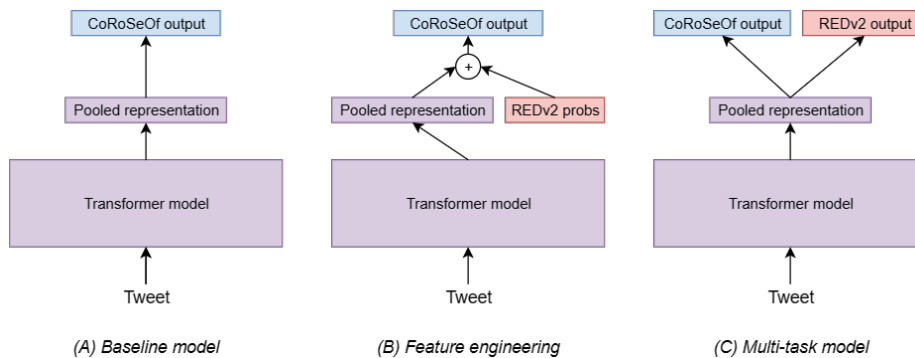 CoRoSeOf output
Pooled representation
Transformer model
Tweet
(A) Baseline model
CoRoSeOf output
+
Pooled representation
REDv2 probs
Transformer model
Tweet
(B) Feature engineering
CoRoSeOf output
REDv2 output
Pooled representation
Transformer model
Tweet
(C) Multi-task model